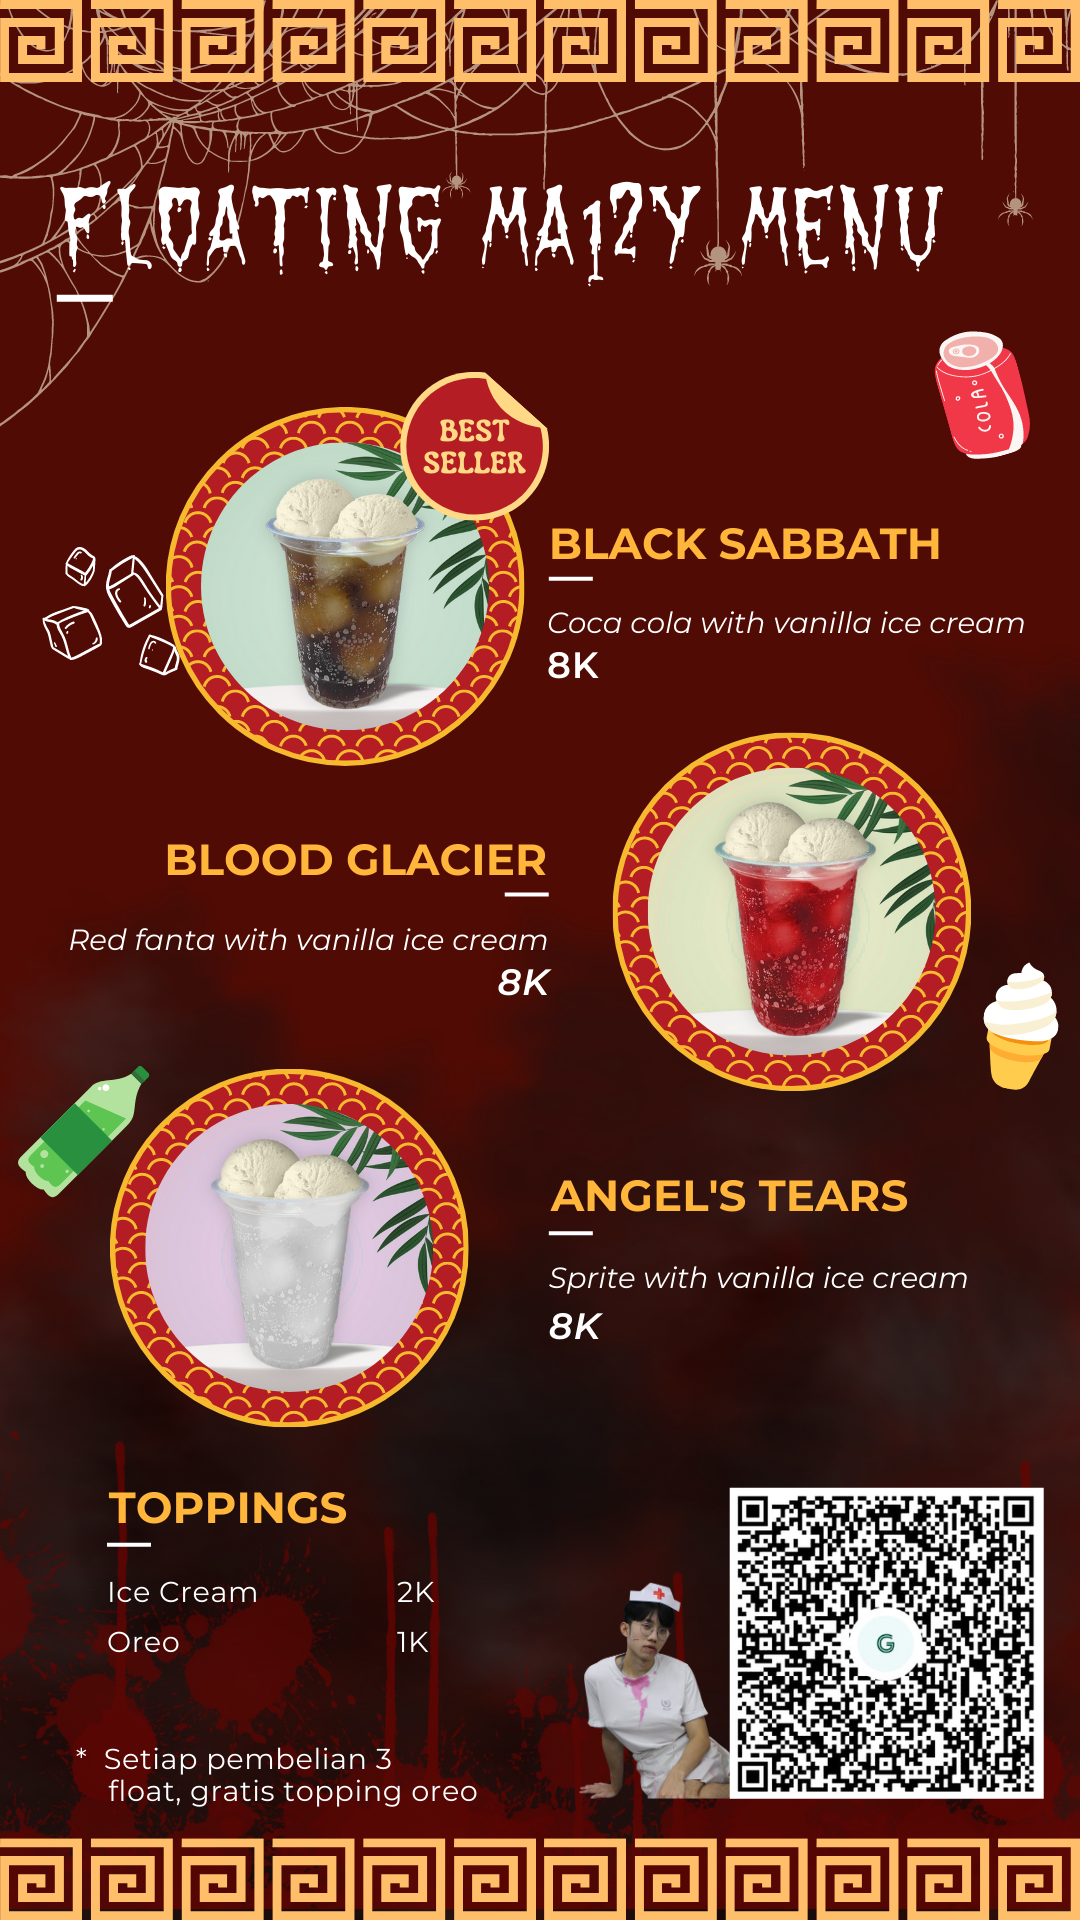 FLOATING MA12Y MENU
COLA
BEST
SELLER
BLACK SABBATH
Coca cola with vanilla ice cream
8K
BLOOD GLACIER
Red fanta with vanilla ice cream
8K
ANGEL'S TEARS
Sprite with vanilla ice cream
8K
TOPPINGS
Ice Cream 2K
Oreo 1K
G
* Setiap pembelian 3
float, gratis topping oreo